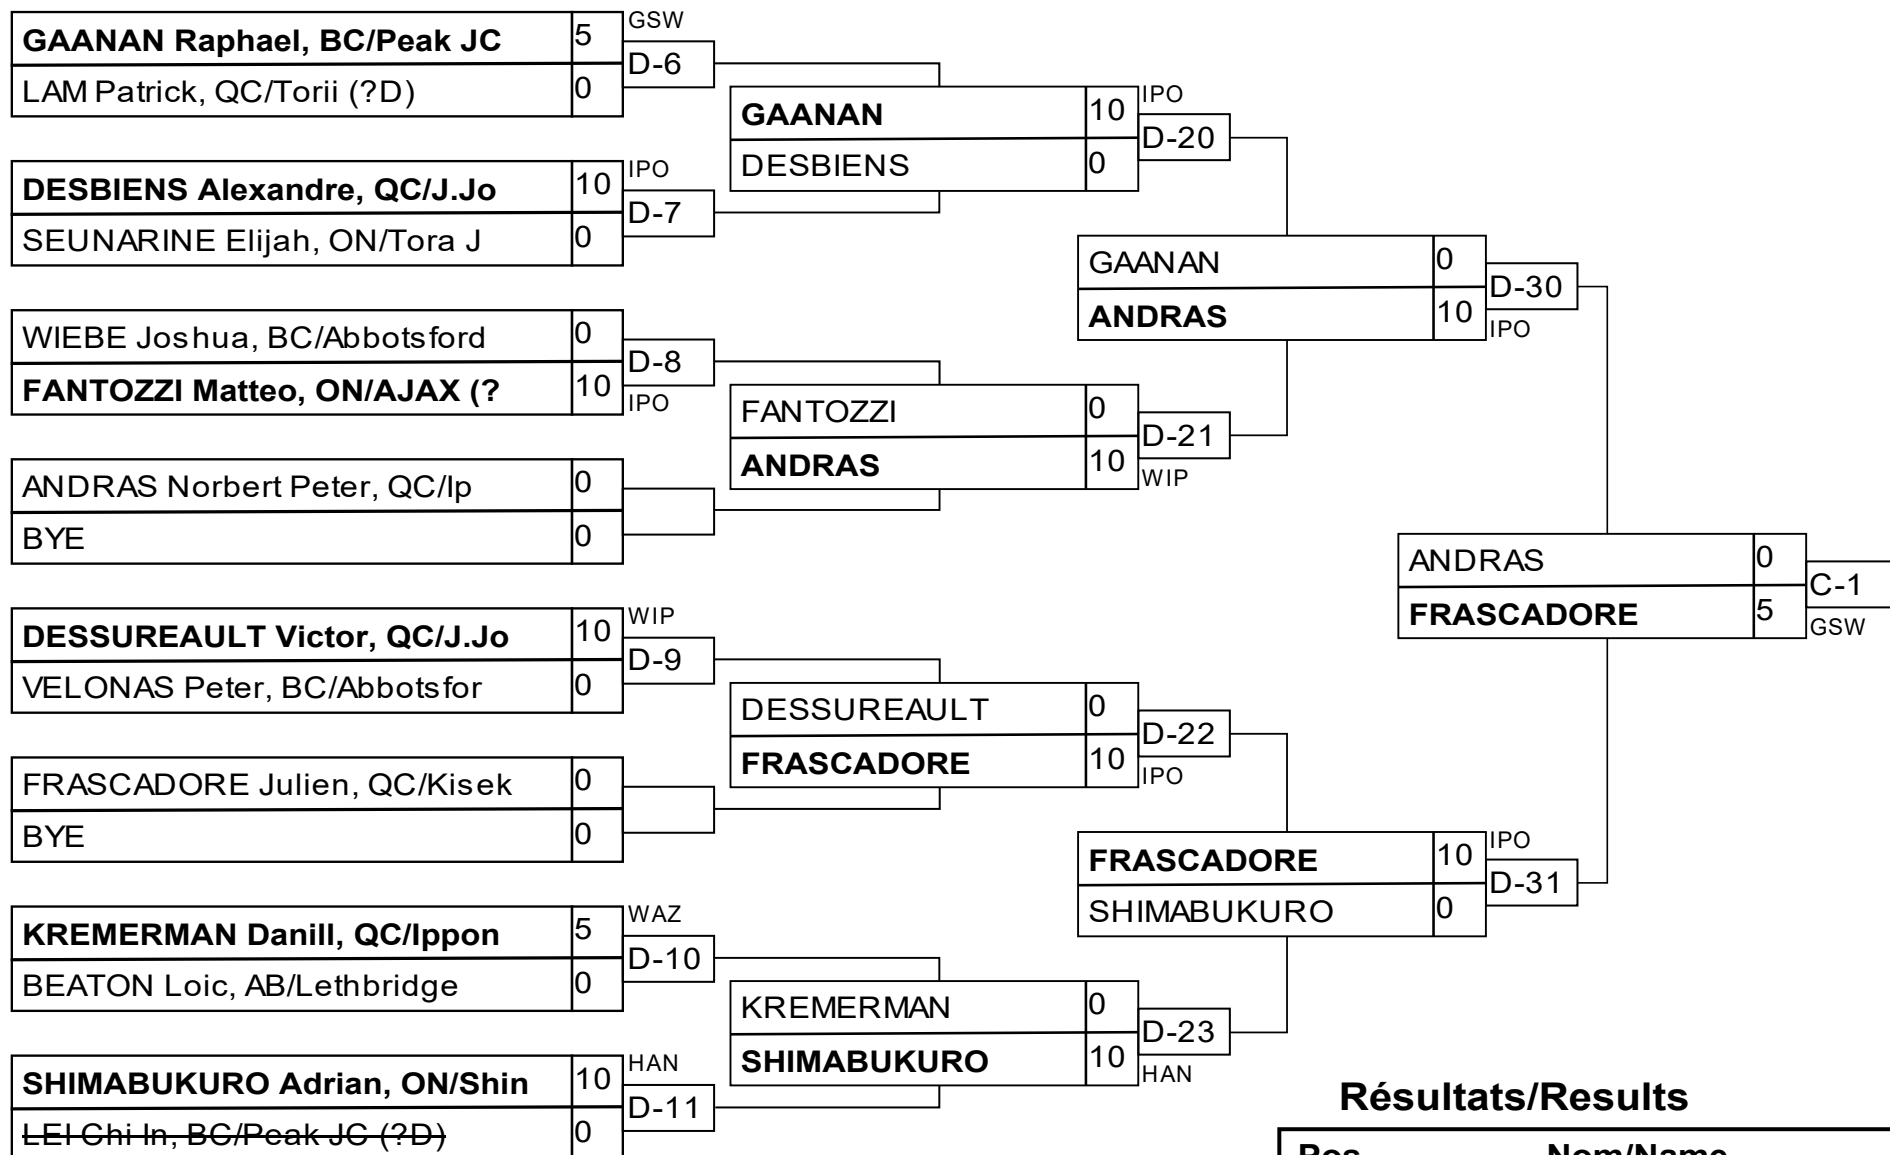 GAANAN Raphael, BC/Peak JC 5 GSW
D-6
LAM Patrick, QC/Torii (?D) 0
DESBIENS Alexandre, QC/J.Jo 10 IPO
D-7
SEUNARINE Elijah, ON/Tora J 0
WIEBE Joshua, BC/Abbotsford 0
D-8
FANTOZZI Matteo, ON/AJAX (? 10 IPO
ANDRAS Norbert Peter, QC/Ip 0
BYE 0
DESSUREAULT Victor, QC/J.Jo 10 WIP
D-9
VELONAS Peter, BC/Abbotsfor 0
FRASCADORE Julien, QC/Kisek 0
BYE 0
KREMERMAN Danill, QC/Ippon 5 WAZ
D-10
BEATON Loic, AB/Lethbridge 0
SHIMABUKURO Adrian, ON/Shin 10 HAN
D-11
LEI Chi In, BC/Peak JC (?D) 0
GAANAN 10 IPO
D-20
DESBIENS 0
FANTOZZI 0
D-21
ANDRAS 10 WIP
DESSUREAULT 0
D-22
FRASCADORE 10 IPO
KREMERMAN 0
D-23
SHIMABUKURO 10 HAN
GAANAN 0
D-30
ANDRAS 10 IPO
FRASCADORE 10 IPO
D-31
SHIMABUKURO 0
ANDRAS 0
C-1
FRASCADORE 5 GSW
Résultats/Results
Pos Nom/Name